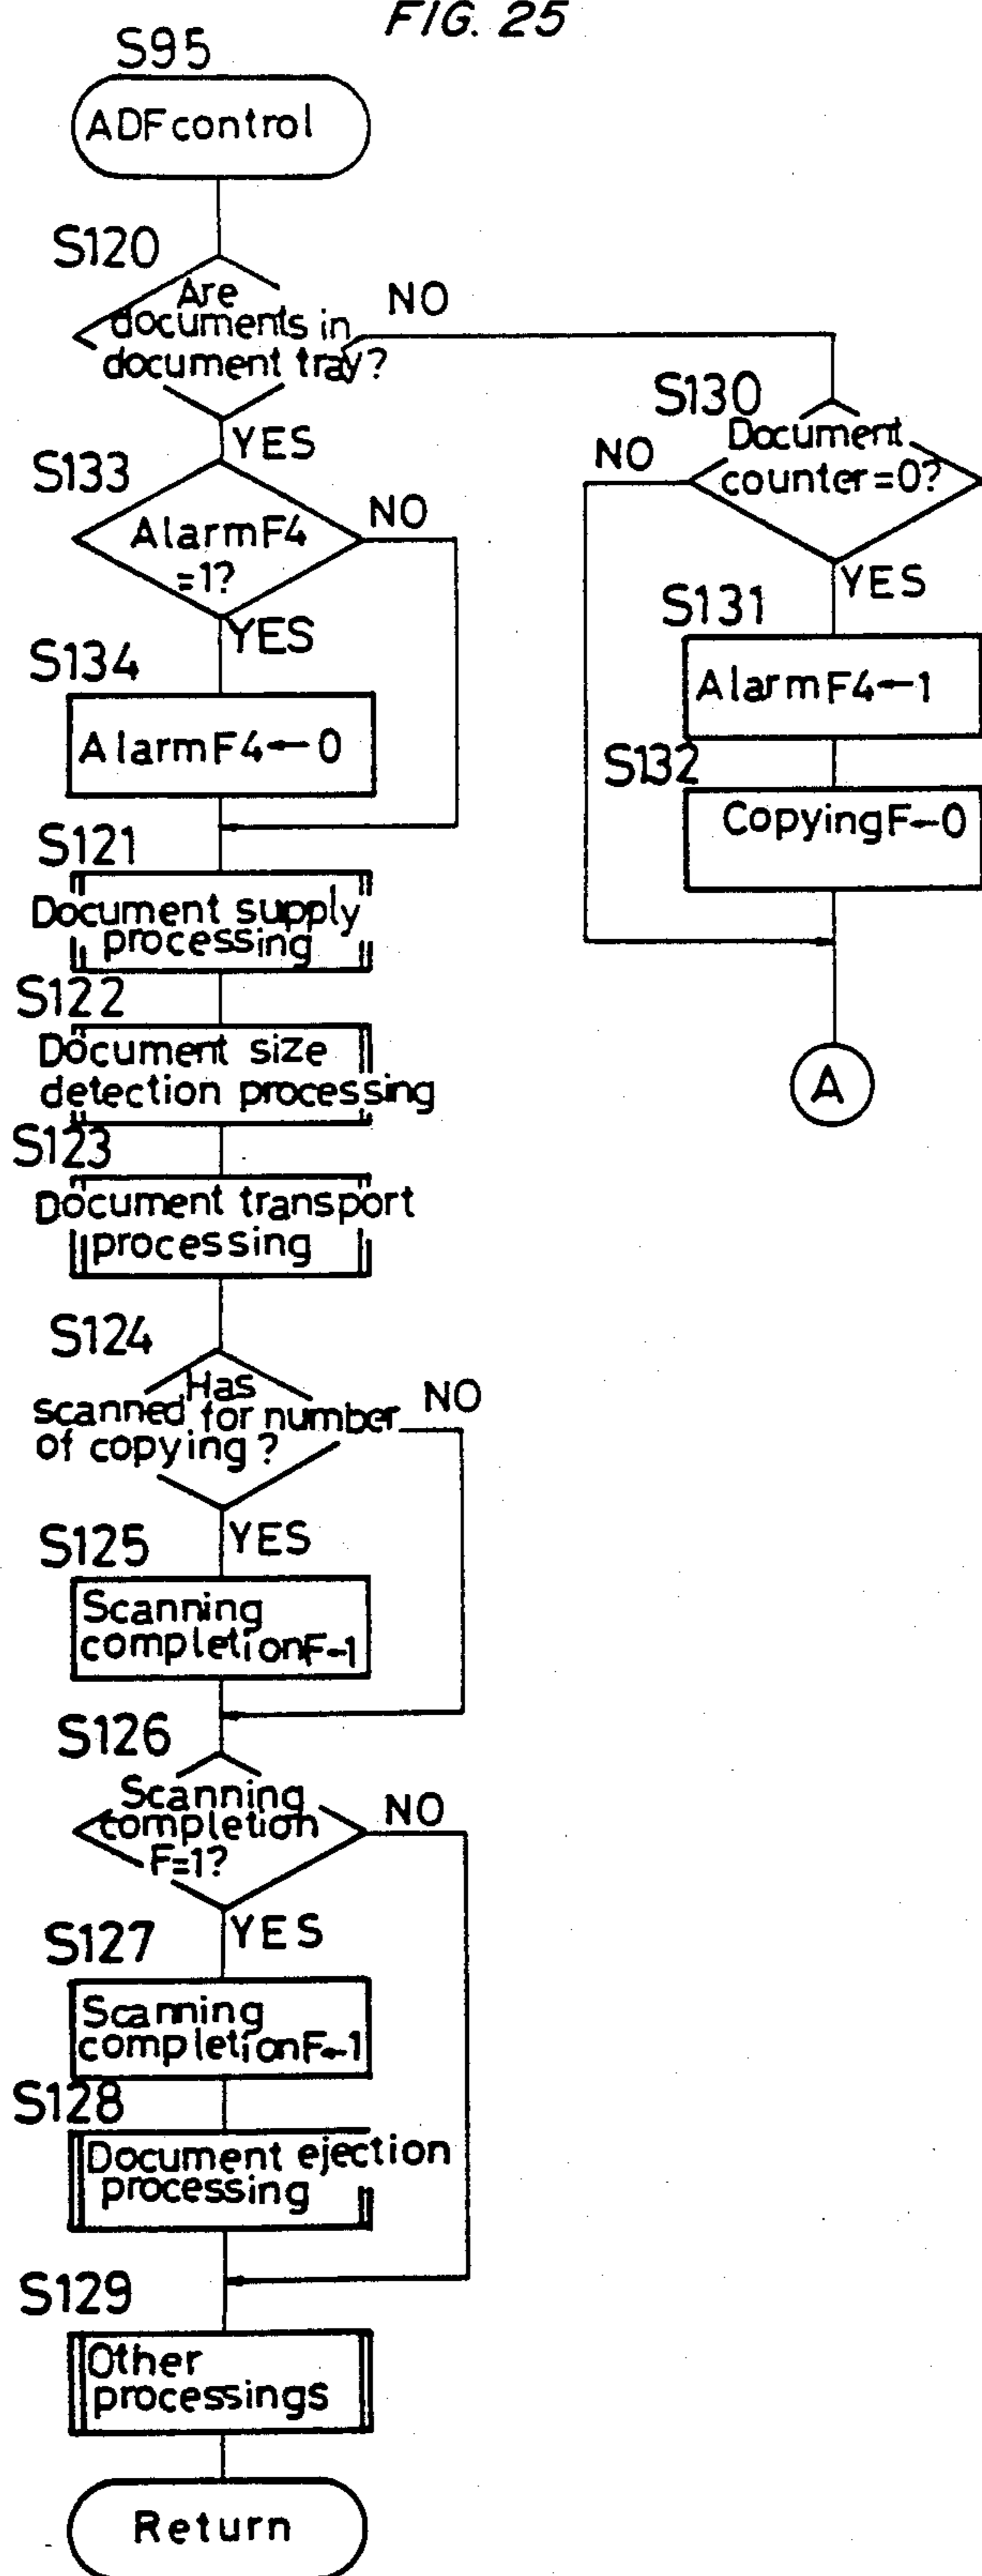 FIG. 25
S95
ADFcontrol
S120
Are
documents in
document tray?
NO
YES
S133
AlarmF4
=1?
NO
YES
S134
AlarmF4←0
S121
Document supply
processing
S122
Document size
detection processing
S123
Document transport
processing
S124
Has
scanned for number
of copying?
NO
YES
S125
Scanning
completionF←1
S126
Scanning
completion
F=1?
NO
YES
S127
Scanning
completionF←1
S128
Document ejection
processing
S129
Other
processings
Return
S130
Document
counter=0?
NO
YES
S131
AlarmF4←1
S132
CopyingF←0
A